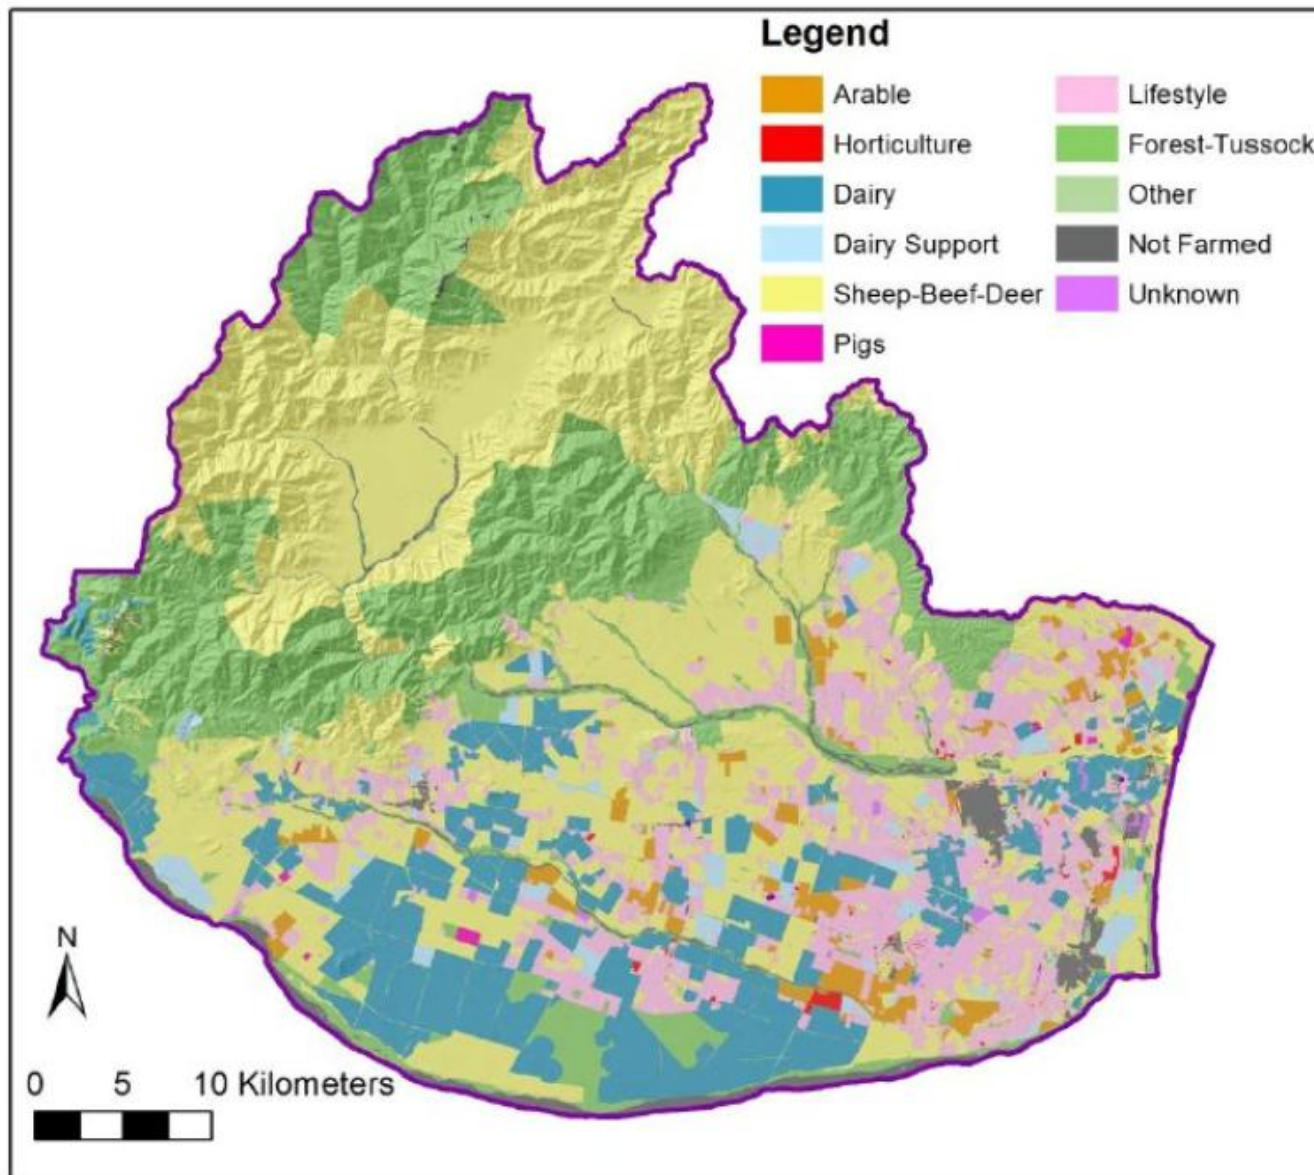 Legend
Arable
Horticulture
Dairy
Dairy Support
Sheep-Beef-Deer
Pigs
Lifestyle
Forest-Tussock
Other
Not Farmed
Unknown
N
0 5 10 Kilometers